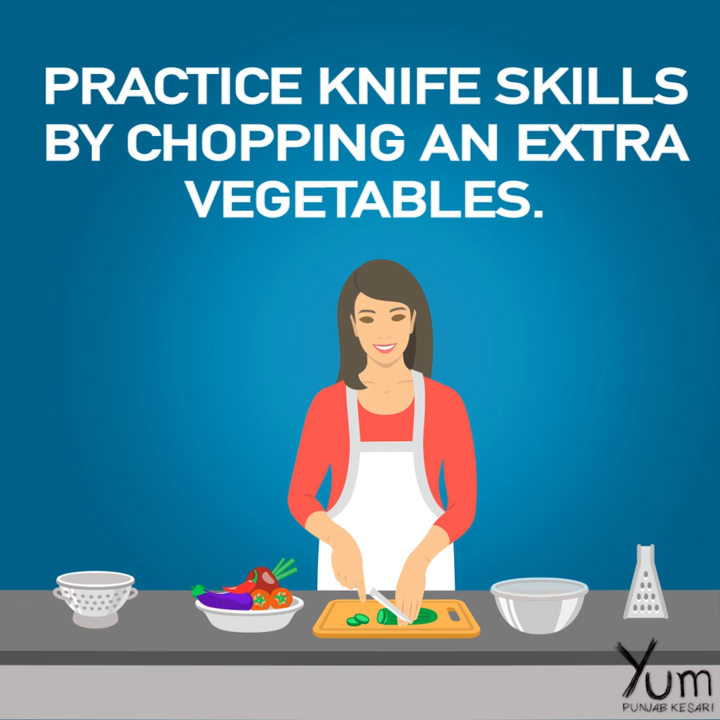 PRACTICE KNIFE SKILLS
BY CHOPPING AN EXTRA
VEGETABLES.
Yum
PUNJAB KESARI